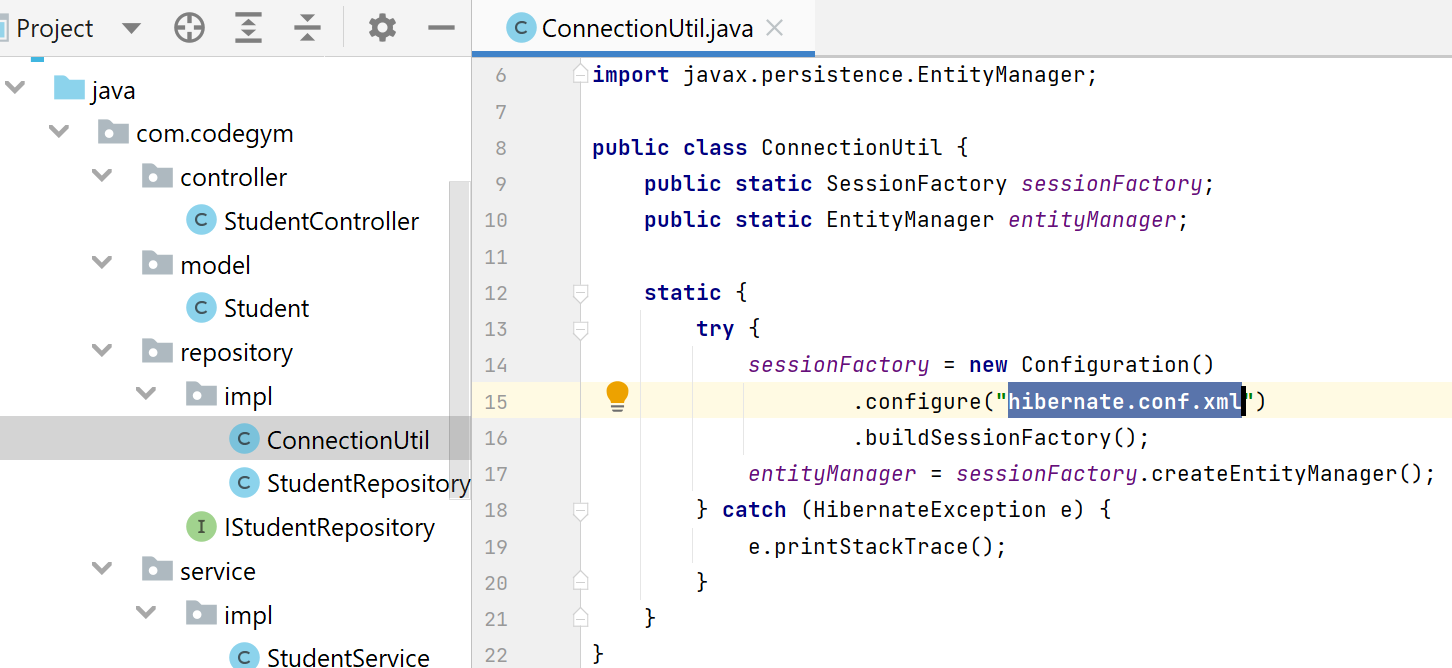 Project
java
com.codegym
controller
C StudentController
model
C Student
repository
impl
C ConnectionUtil
C StudentRepository
I IStudentRepository
service
impl
C StudentService
C ConnectionUtil.java
6 import javax.persistence.EntityManager;
7
8 public class ConnectionUtil {
9 public static SessionFactory sessionFactory;
10 public static EntityManager entityManager;
11
12 static {
13 try {
14 sessionFactory = new Configuration()
15 .configure("hibernate.conf.xml")
16 .buildSessionFactory();
17 entityManager = sessionFactory.createEntityManager();
18 } catch (HibernateException e) {
19 e.printStackTrace();
20 }
21 }
22 }